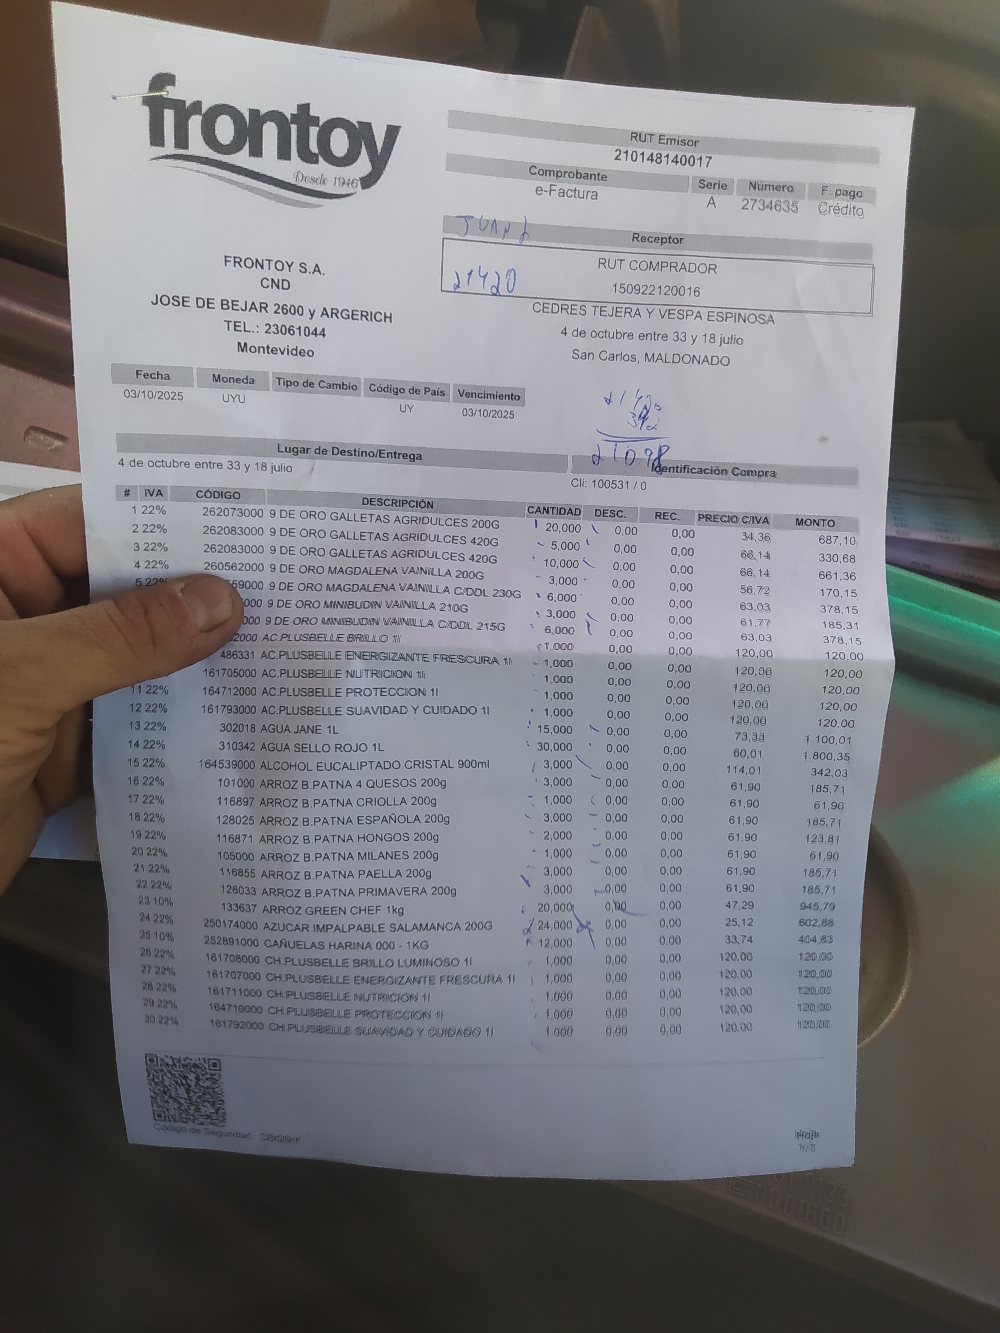 frontoy
Desde 1946
RUT Emisor
210148140017
Comprobante Serie Número F. pago
e-Factura A 2734635 Crédito
JUAN
Receptor
21420
RUT COMPRADOR
150922120016
CEDRES TEJERA Y VESPA ESPINOSA
4 de octubre entre 33 y 18 julio
San Carlos, MALDONADO
FRONTOY S.A.
CND
JOSE DE BEJAR 2600 y ARGERICH
TEL.: 23061044
Montevideo
Fecha Moneda Tipo de Cambio Código de País Vencimiento
03/10/2025 UYU UY 03/10/2025
21420
21098
Lugar de Destino/Entrega Identificación Compra
4 de octubre entre 33 y 18 julio Cli: 100531 / 0
# IVA CÓDIGO DESCRIPCIÓN CANTIDAD DESC. REC. PRECIO C/IVA MONTO
1 22% 262073000 9 DE ORO GALLETAS AGRIDULCES 200G 20,000 0,00 0,00 34,36 687,10
2 22% 262083000 9 DE ORO GALLETAS AGRIDULCES 420G 5,000 0,00 0,00 66,14 330,68
3 22% 262083000 9 DE ORO GALLETAS AGRIDULCES 420G 10,000 0,00 0,00 66,14 661,36
4 22% 260562000 9 DE ORO MAGDALENA VAINILLA 200G 3,000 0,00 0,00 56,72 170,15
5 22% 59000 9 DE ORO MAGDALENA VAINILLA C/DDL 230G 6,000 0,00 0,00 63,03 378,15
000 9 DE ORO MINIBUDIN VAINILLA 210G 3,000 0,00 0,00 61,77 185,31
000 9 DE ORO MINIBUDIN VAINILLA C/DDL 215G 6,000 0,00 0,00 63,03 378,15
2000 AC.PLUSBELLE BRILLO 1l 1,000 0,00 0,00 120,00 120,00
486331 AC.PLUSBELLE ENERGIZANTE FRESCURA 1l 1,000 0,00 0,00 120,00 120,00
161705000 AC.PLUSBELLE NUTRICION 1l 1,000 0,00 0,00 120,00 120,00
11 22% 164712000 AC.PLUSBELLE PROTECCION 1l 1,000 0,00 0,00 120,00 120,00
12 22% 161793000 AC.PLUSBELLE SUAVIDAD Y CUIDADO 1l 1,000 0,00 0,00 120,00 120,00
13 22% 302018 AGUA JANE 1L 15,000 0,00 0,00 73,33 1.100,01
14 22% 310342 AGUA SELLO ROJO 1L 30,000 0,00 0,00 60,01 1.800,35
15 22% 164539000 ALCOHOL EUCALIPTADO CRISTAL 900ml 3,000 0,00 0,00 114,01 342,03
16 22% 101000 ARROZ B.PATNA 4 QUESOS 200g 3,000 0,00 0,00 61,90 185,71
17 22% 116897 ARROZ B.PATNA CRIOLLA 200g 1,000 0,00 0,00 61,90 61,90
18 22% 128025 ARROZ B.PATNA ESPAÑOLA 200g 3,000 0,00 0,00 61,90 185,71
19 22% 116871 ARROZ B.PATNA HONGOS 200g 2,000 0,00 0,00 61,90 123,81
20 22% 105000 ARROZ B.PATNA MILANES 200g 1,000 0,00 0,00 61,90 61,90
21 22% 116855 ARROZ B.PATNA PAELLA 200g 3,000 0,00 0,00 61,90 185,71
22 22% 128033 ARROZ B.PATNA PRIMAVERA 200g 3,000 0,00 0,00 61,90 185,71
23 10% 133637 ARROZ GREEN CHEF 1kg 20,000 0,00 0,00 47,29 945,79
24 22% 250174000 AZUCAR IMPALPABLE SALAMANCA 200G 24,000 0,00 0,00 25,12 602,88
25 10% 252891000 CAÑUELAS HARINA 000 - 1KG 12,000 0,00 0,00 33,74 404,83
26 22% 161708000 CH.PLUSBELLE BRILLO LUMINOSO 1l 1,000 0,00 0,00 120,00 120,00
27 22% 161707000 CH.PLUSBELLE ENERGIZANTE FRESCURA 1l 1,000 0,00 0,00 120,00 120,00
28 22% 161711000 CH.PLUSBELLE NUTRICION 1l 1,000 0,00 0,00 120,00 120,00
29 22% 164710000 CH.PLUSBELLE PROTECCION 1l 1,000 0,00 0,00 120,00 120,00
30 22% 161792000 CH.PLUSBELLE SUAVIDAD Y CUIDADO 1l 1,000 0,00 0,00 120,00 120,00
Código de Seguridad: